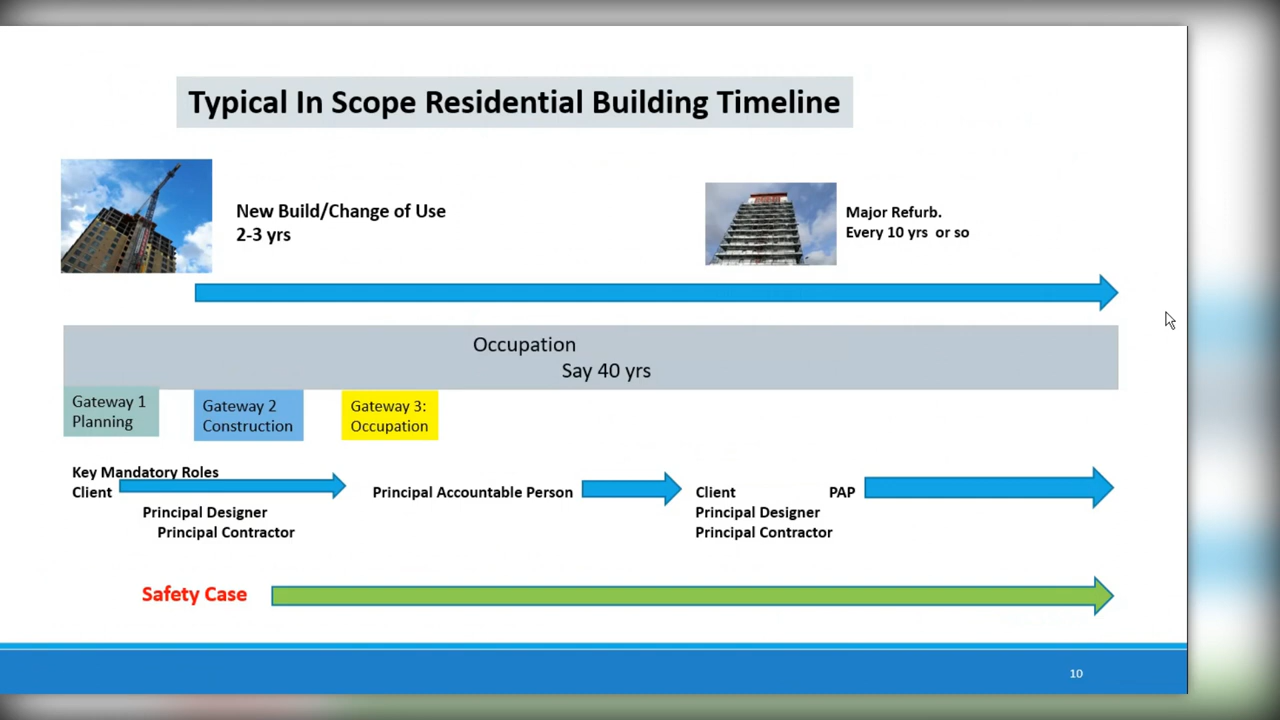 Typical In Scope Residential Building Timeline
New Build/Change of Use
2-3 yrs
Major Refurb.
Every 10 yrs or so
Occupation
Say 40 yrs
Gateway 1
Planning
Gateway 2
Construction
Gateway 3:
Occupation
Key Mandatory Roles
Client
Principal Designer
Principal Contractor
Principal Accountable Person
Client PAP
Principal Designer
Principal Contractor
Safety Case
10